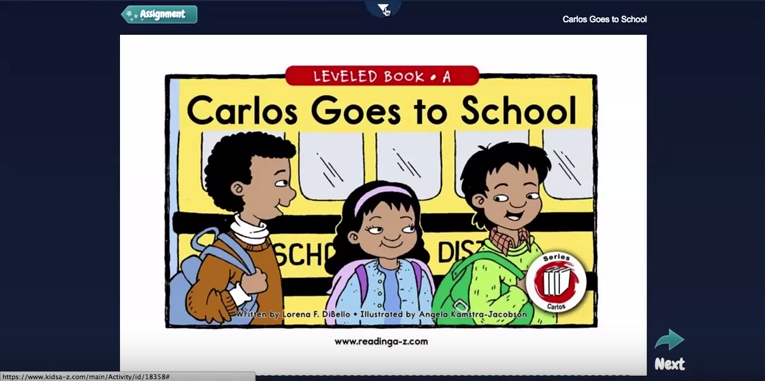 Assignment
Carlos Goes to School
LEVELED BOOK • A
Carlos Goes to School
SCHO DIST
Series
Carlos
Written by Lorena F. DiBello • Illustrated by Angela Kamstra-Jacobson
www.readinga-z.com
Next
https://www.kidsa-z.com/main/Activity/id/18358#